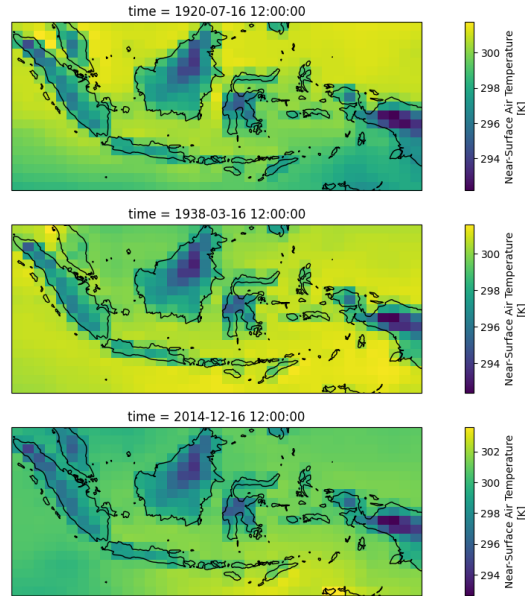 time = 1920-07-16 12:00:00
300
298
296
294
Near-Surface Air Temperature
[K]
time = 1938-03-16 12:00:00
300
298
296
294
Near-Surface Air Temperature
[K]
time = 2014-12-16 12:00:00
302
300
298
296
294
Near-Surface Air Temperature
[K]